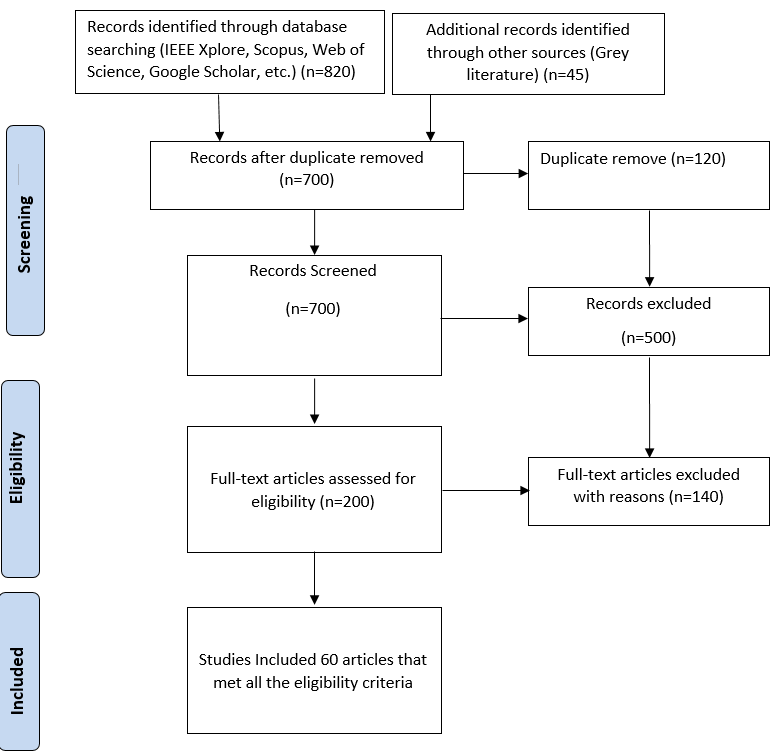 Records identified through database
searching (IEEE Xplore, Scopus, Web of
Science, Google Scholar, etc.) (n=820)
Additional records identified
through other sources (Grey
literature) (n=45)
Screening
Records after duplicate removed
(n=700)
Duplicate remove (n=120)
Records Screened
(n=700)
Records excluded
(n=500)
Eligibility
Full-text articles assessed for
eligibility (n=200)
Full-text articles excluded
with reasons (n=140)
Included
Studies Included 60 articles that
met all the eligibility criteria